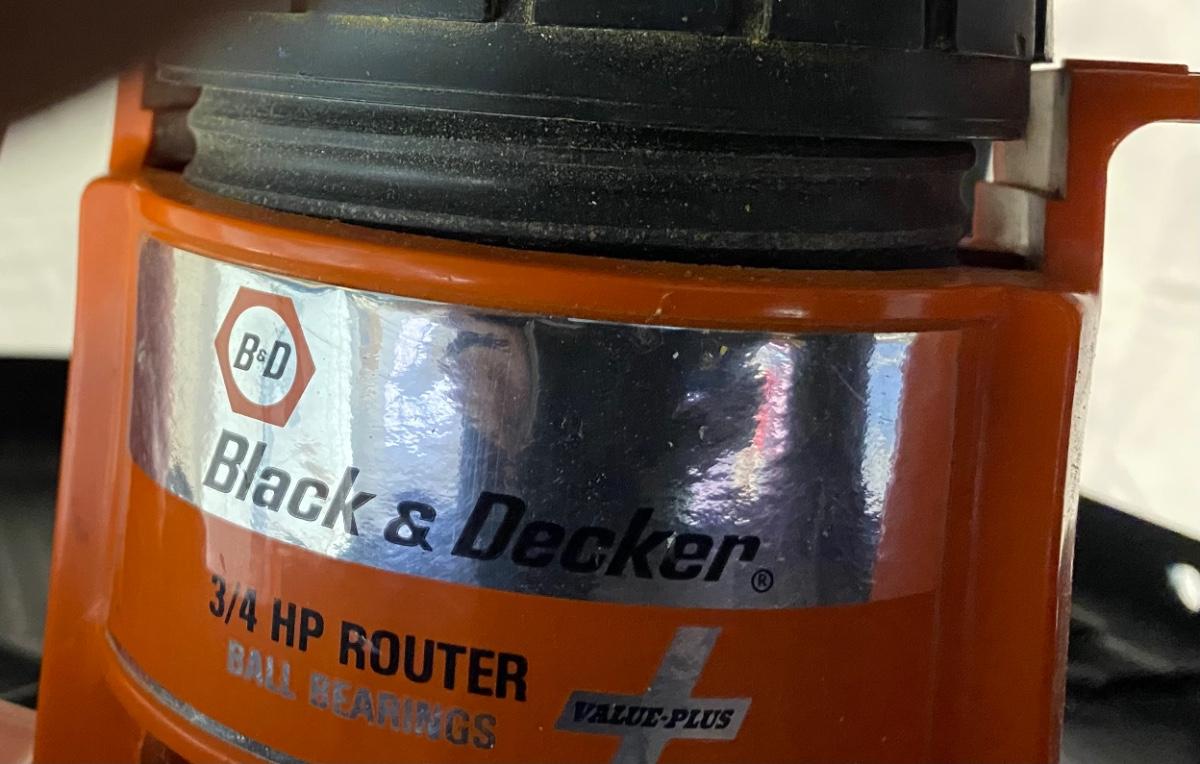 B&D
Black & Decker®
3/4 HP ROUTER
BALL BEARINGS
VALUE-PLUS